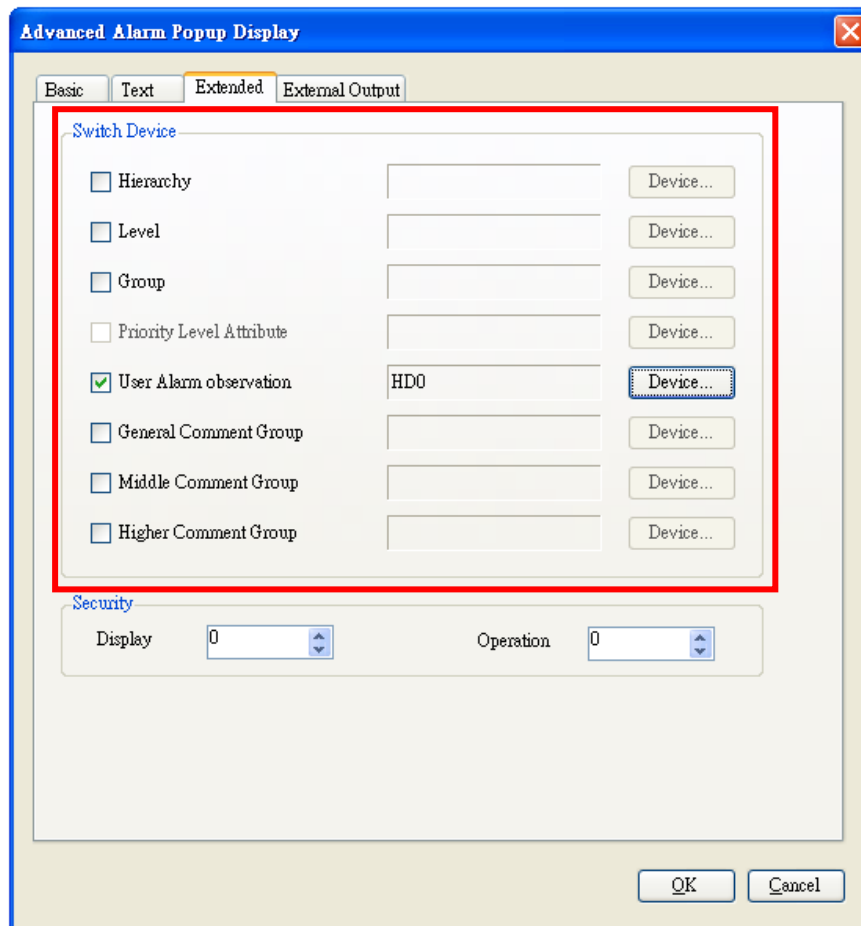 Advanced Alarm Popup Display
Basic Text Extended External Output
Switch Device
Hierarchy Device...
Level Device...
Group Device...
Priority Level Attribute Device...
User Alarm observation HD0 Device...
General Comment Group Device...
Middle Comment Group Device...
Higher Comment Group Device...
Security
Display 0 Operation 0
OK Cancel